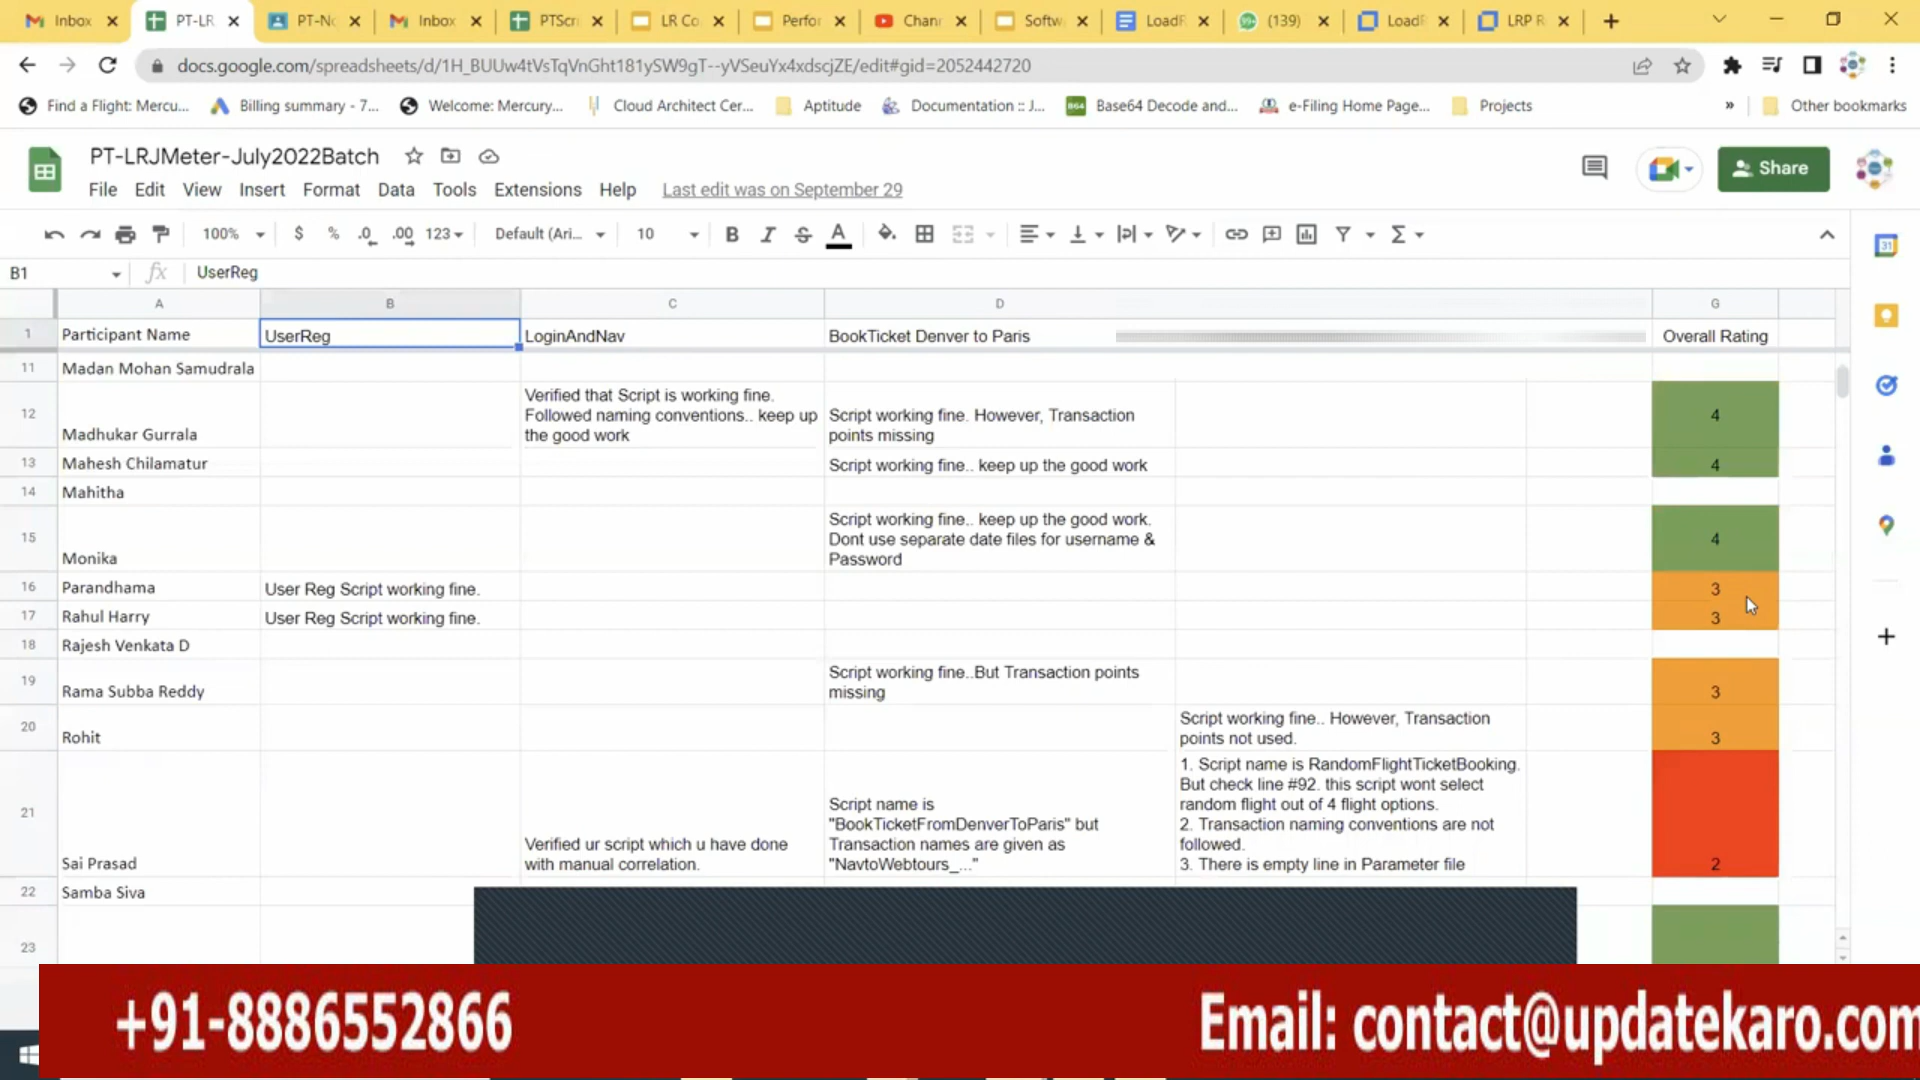 Inbox
PT-LR
PT-No
Inbox
PTScri
LR Co
Perfor
Chann
Softw
LoadR
(139)
LoadR
LRP R
docs.google.com/spreadsheets/d/1H_BUUw4tVsTqVnGht181ySW9gT--yVSeuYx4xdscjZE/edit#gid=2052442720
Find a Flight: Mercu...
Billing summary - 7...
Welcome: Mercury...
Cloud Architect Cer...
Aptitude
Documentation :: J...
Base64 Decode and...
e-Filing Home Page...
Projects
»
Other bookmarks
PT-LRJMeter-July2022Batch
File Edit View Insert Format Data Tools Extensions Help Last edit was on September 29
Share
100% $ % .0 .00 123 Default (Ari... 10 B I S A
B1 fx UserReg
A B C D G
1 Participant Name UserReg LoginAndNav BookTicket Denver to Paris Overall Rating
11 Madan Mohan Samudrala
12 Madhukar Gurrala
Verified that Script is working fine.
Followed naming conventions.. keep up
the good work
Script working fine. However, Transaction
points missing
4
13 Mahesh Chilamatur Script working fine.. keep up the good work 4
14 Mahitha
15 Monika
Script working fine.. keep up the good work.
Dont use separate date files for username &
Password
4
16 Parandhama User Reg Script working fine. 3
17 Rahul Harry User Reg Script working fine. 3
18 Rajesh Venkata D
19 Rama Subba Reddy
Script working fine..But Transaction points
missing
3
20 Rohit
Script working fine.. However, Transaction
points not used.
3
21 Sai Prasad
Verified ur script which u have done
with manual correlation.
Script name is
"BookTicketFromDenverToParis" but
Transaction names are given as
"NavtoWebtours_..."
1. Script name is RandomFlightTicketBooking.
But check line #92. this script wont select
random flight out of 4 flight options.
2. Transaction naming conventions are not
followed.
3. There is empty line in Parameter file
2
22 Samba Siva
23
+91-8886552866
Email: contact@updatekaro.com